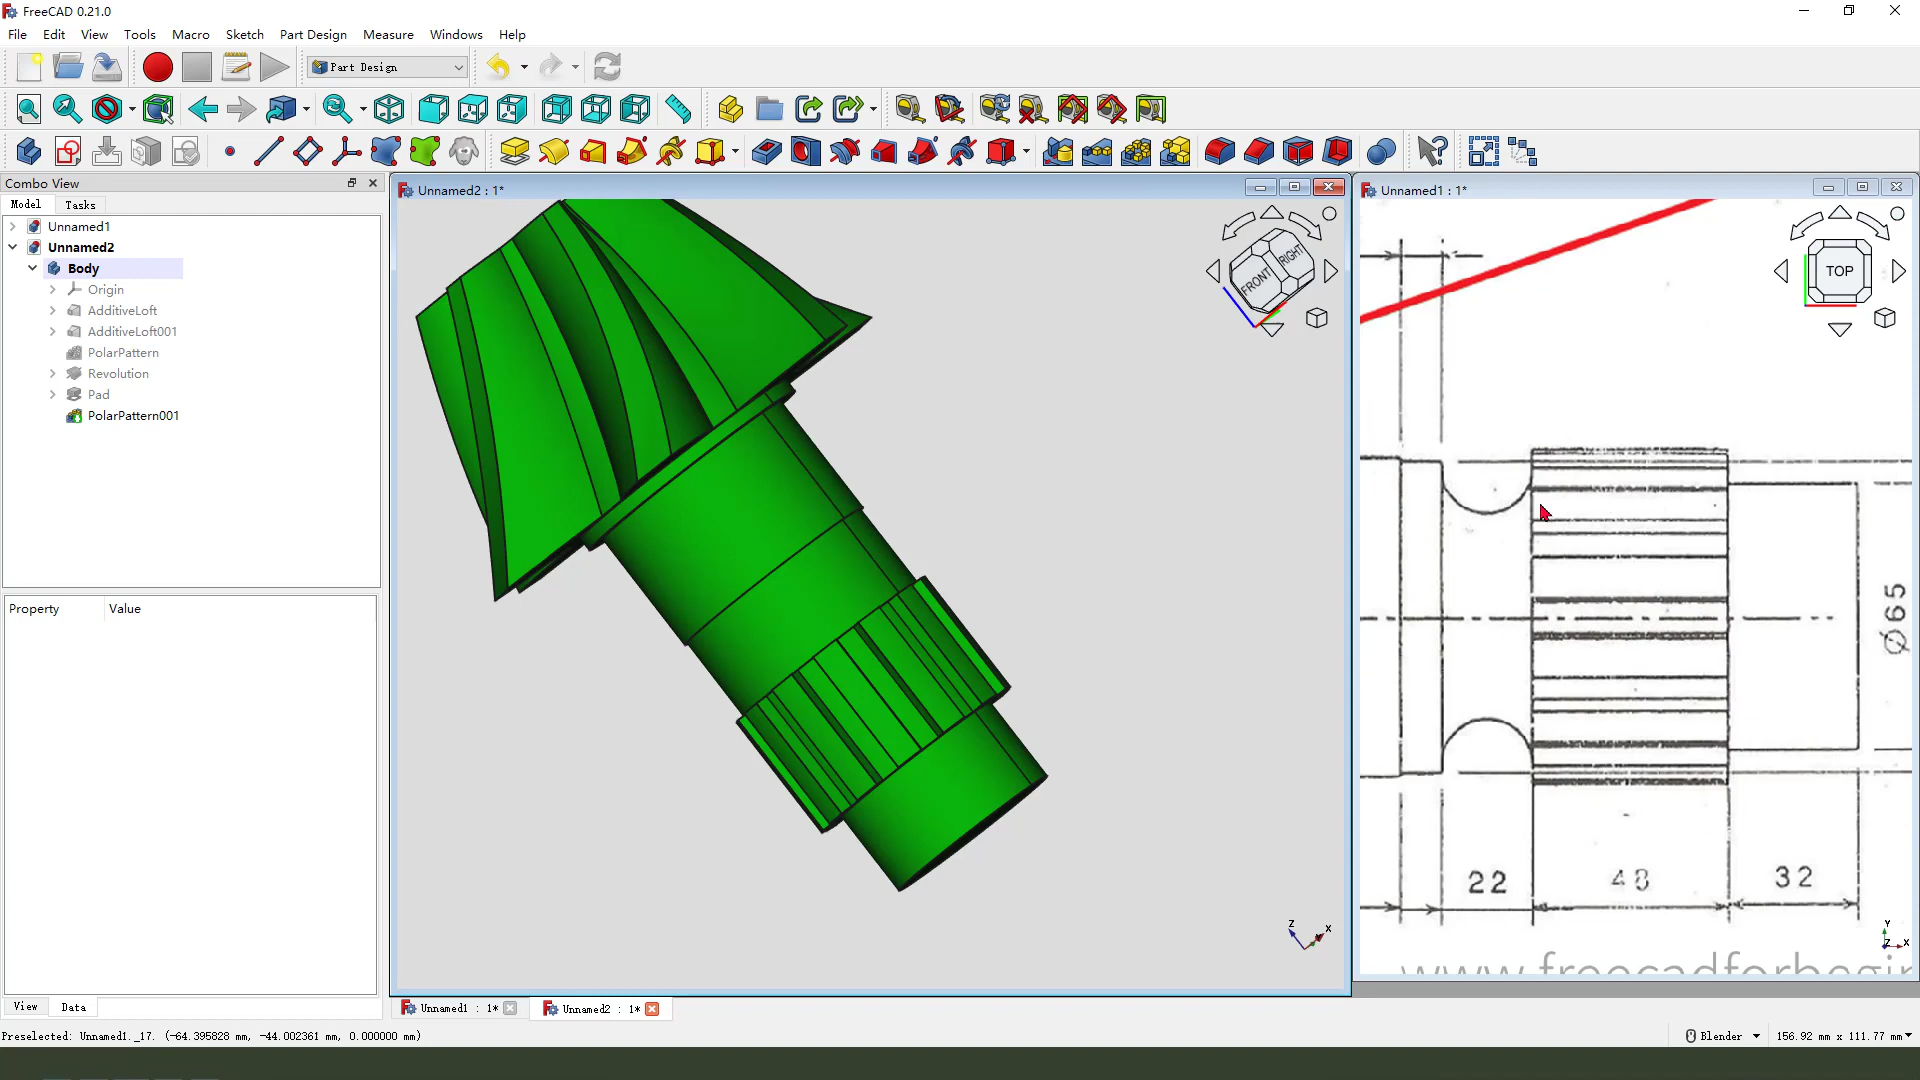 FreeCAD 0.21.0
File Edit View Tools Macro Sketch Part Design Measure Windows Help
Part Design
Combo View
Model Tasks
Unnamed1
Unnamed2
Body
Origin
AdditiveLoft
AdditiveLoft001
PolarPattern
Revolution
Pad
PolarPattern001
Property Value
View Data
Unnamed2 : 1*
FRONT RIGHT
Z X
Unnamed1 : 1*
TOP
Ø65
22 48 32
Y
Z X
Unnamed1 : 1* Unnamed2 : 1*
Preselected: Unnamed1._17. (-64.395828 mm, -44.002361 mm, 0.000000 mm)
Blender 156.92 mm x 111.77 mm